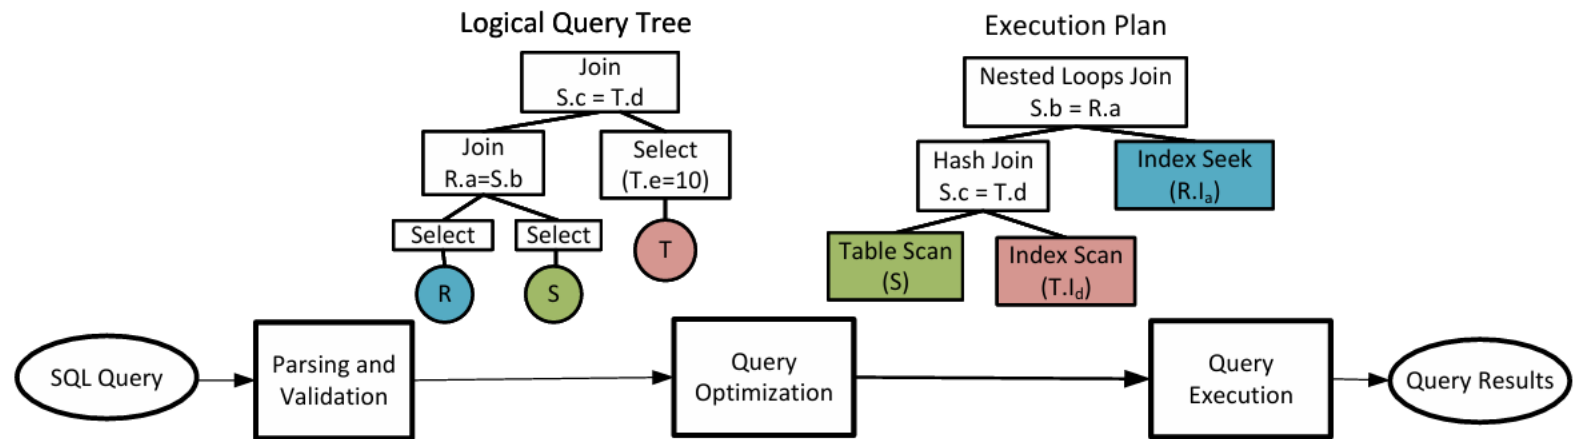 Logical Query Tree
Join
S.c = T.d
Join
R.a=S.b
Select
(T.e=10)
Select
Select
R
S
T
Execution Plan
Nested Loops Join
S.b = R.a
Hash Join
S.c = T.d
Index Seek
(R.Iₐ)
Table Scan
(S)
Index Scan
(T.I_d)
SQL Query
Parsing and
Validation
Query
Optimization
Query
Execution
Query Results